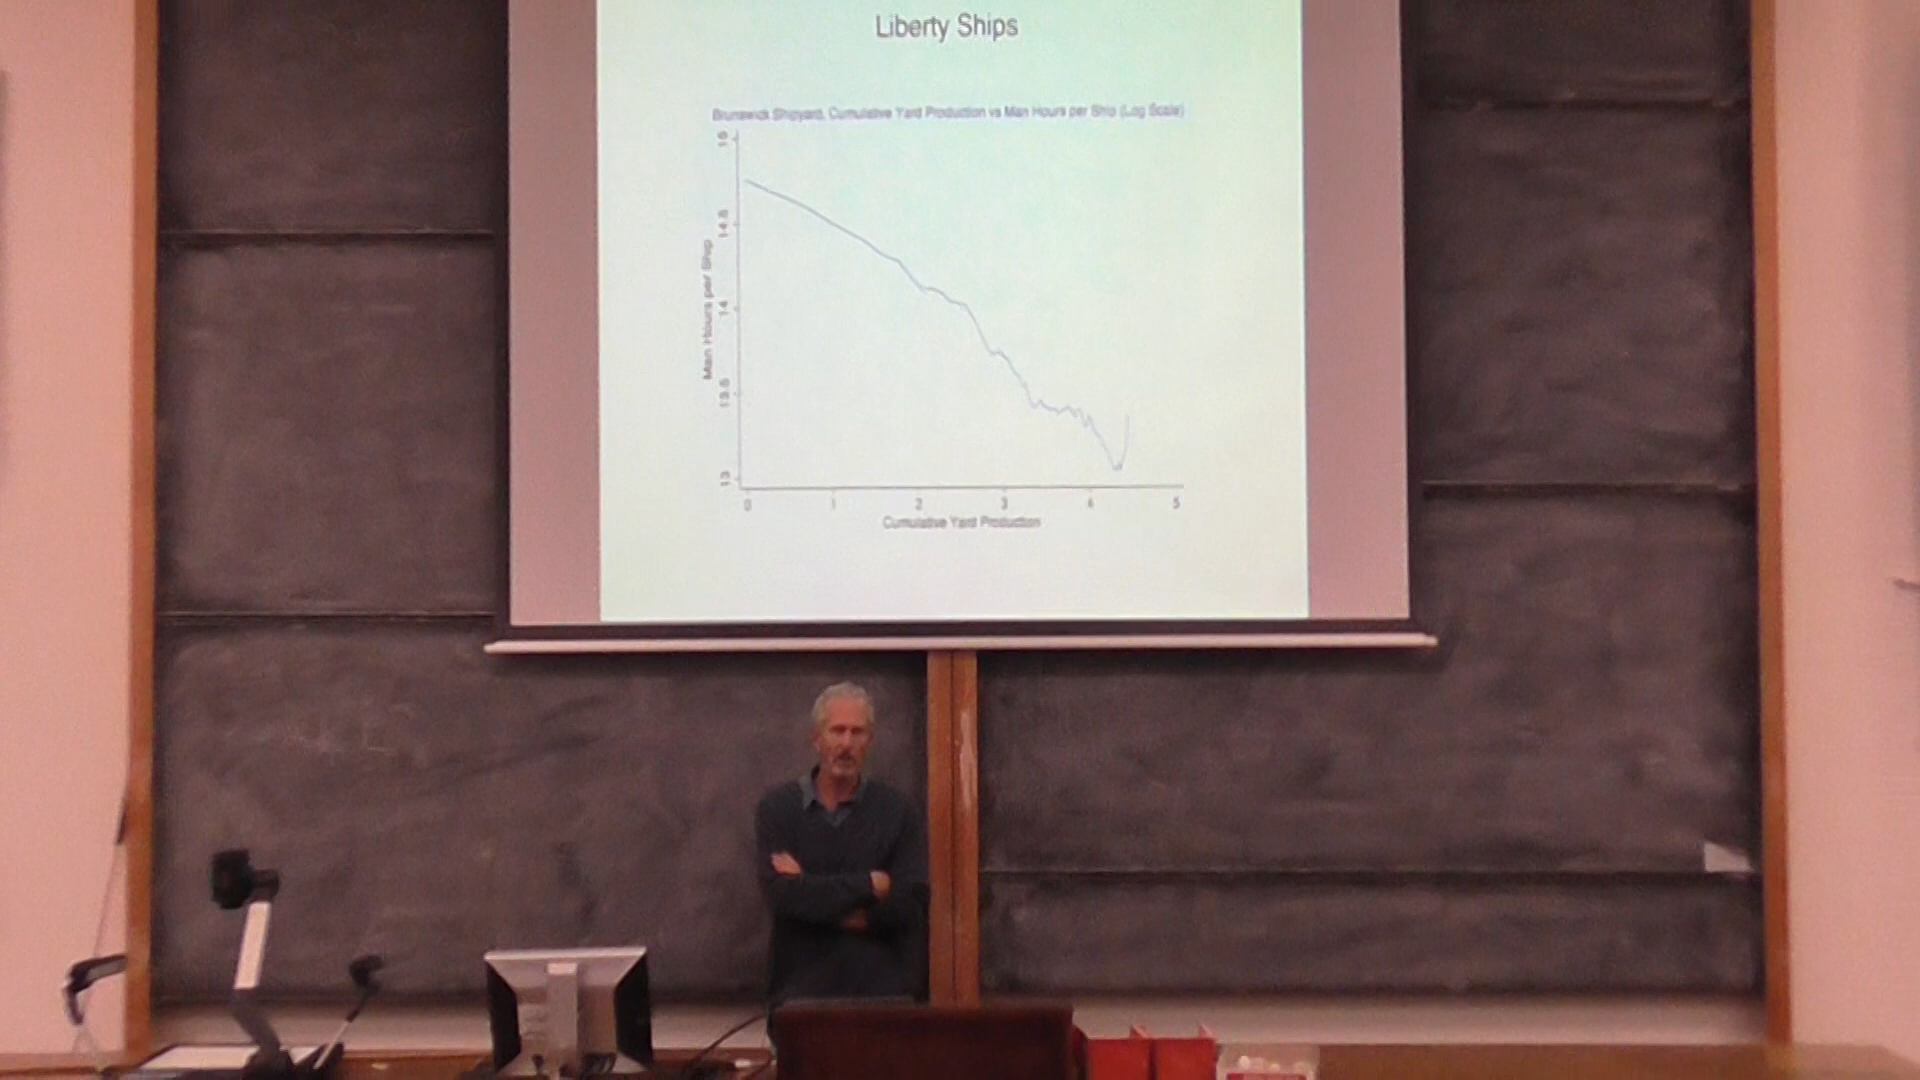 Liberty Ships
Brunswick Shipyard, Cumulative Yard Production vs Man Hours per Ship (Log Scale)
15
14.5
14
13.5
13
Man Hours per Ship
0 1 2 3 4 5
Cumulative Yard Production